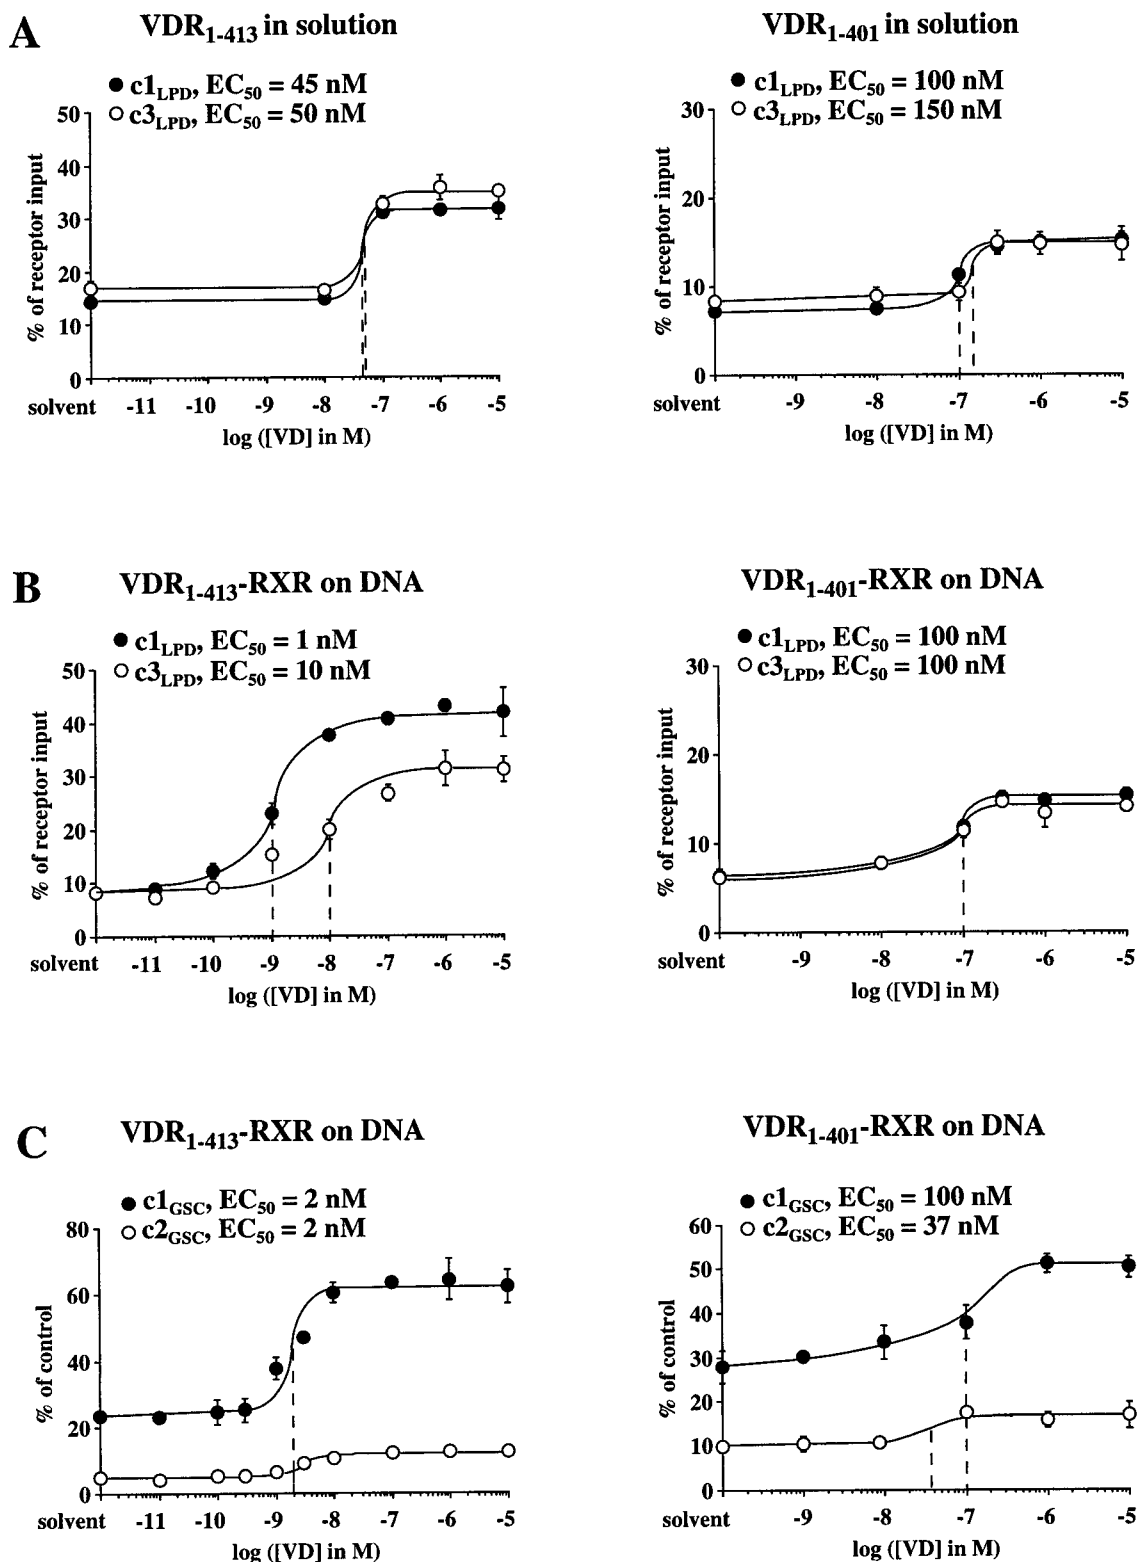 A
VDR1-413 in solution
c1LPD, EC50 = 45 nM
c3LPD, EC50 = 50 nM
% of receptor input
50
40
30
20
10
0
solvent -11 -10 -9 -8 -7 -6 -5
log ([VD] in M)
VDR1-401 in solution
c1LPD, EC50 = 100 nM
c3LPD, EC50 = 150 nM
% of receptor input
30
20
10
0
solvent -9 -8 -7 -6 -5
log ([VD] in M)
B
VDR1-413-RXR on DNA
c1LPD, EC50 = 1 nM
c3LPD, EC50 = 10 nM
% of receptor input
50
40
30
20
10
0
solvent -11 -10 -9 -8 -7 -6 -5
log ([VD] in M)
VDR1-401-RXR on DNA
c1LPD, EC50 = 100 nM
c3LPD, EC50 = 100 nM
% of receptor input
30
20
10
0
solvent -9 -8 -7 -6 -5
log ([VD] in M)
C
VDR1-413-RXR on DNA
c1GSC, EC50 = 2 nM
c2GSC, EC50 = 2 nM
% of control
80
60
40
20
0
solvent -11 -10 -9 -8 -7 -6 -5
log ([VD] in M)
VDR1-401-RXR on DNA
c1GSC, EC50 = 100 nM
c2GSC, EC50 = 37 nM
% of control
60
50
40
30
20
10
0
solvent -9 -8 -7 -6 -5
log ([VD] in M)